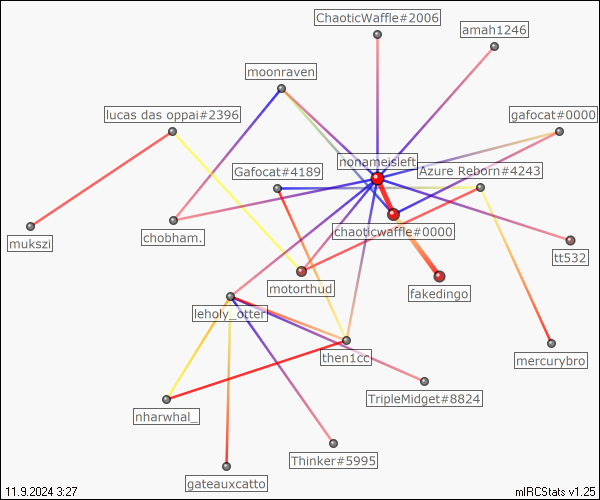 ChaoticWaffle#2006
amah1246
moonraven
lucas das oppai#2396
gafocat#0000
nonameisleft
Gafocat#4189
Azure Reborn#4243
chaoticwaffle#0000
mukszi
chobham.
tt532
motorthud
fakedingo
leholy_otter
then1cc
mercurybro
TripleMidget#8824
nharwhal_
Thinker#5995
gateauxcatto
11.9.2024 3:27
mIRCStats v1.25